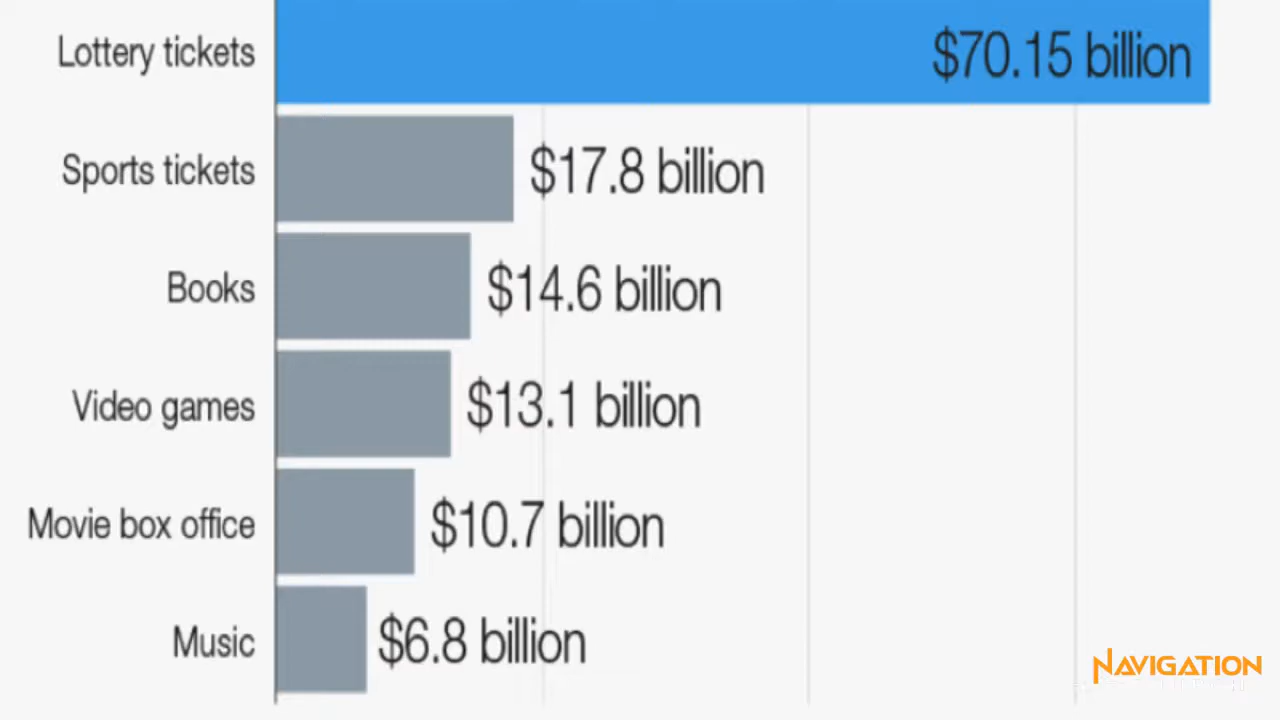 Lottery tickets $70.15 billion
Sports tickets $17.8 billion
Books $14.6 billion
Video games $13.1 billion
Movie box office $10.7 billion
Music $6.8 billion
NAVIGATION